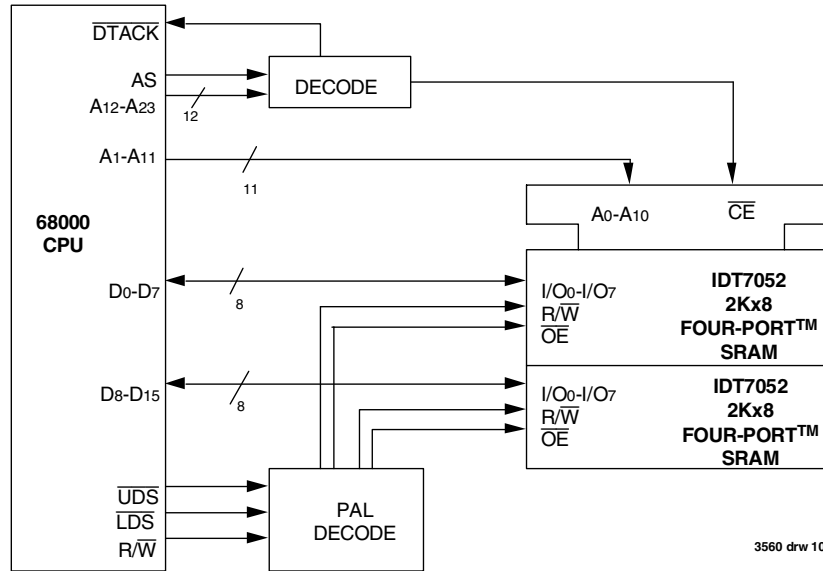 DTACK
AS
A12-A23
12
DECODE
A1-A11
11
68000
CPU
A0-A10
CE
D0-D7
8
I/O0-I/O7
R/W
OE
IDT7052
2Kx8
FOUR-PORT™
SRAM
D8-D15
8
I/O0-I/O7
R/W
OE
IDT7052
2Kx8
FOUR-PORT™
SRAM
UDS
LDS
R/W
PAL
DECODE
3560 drw 10